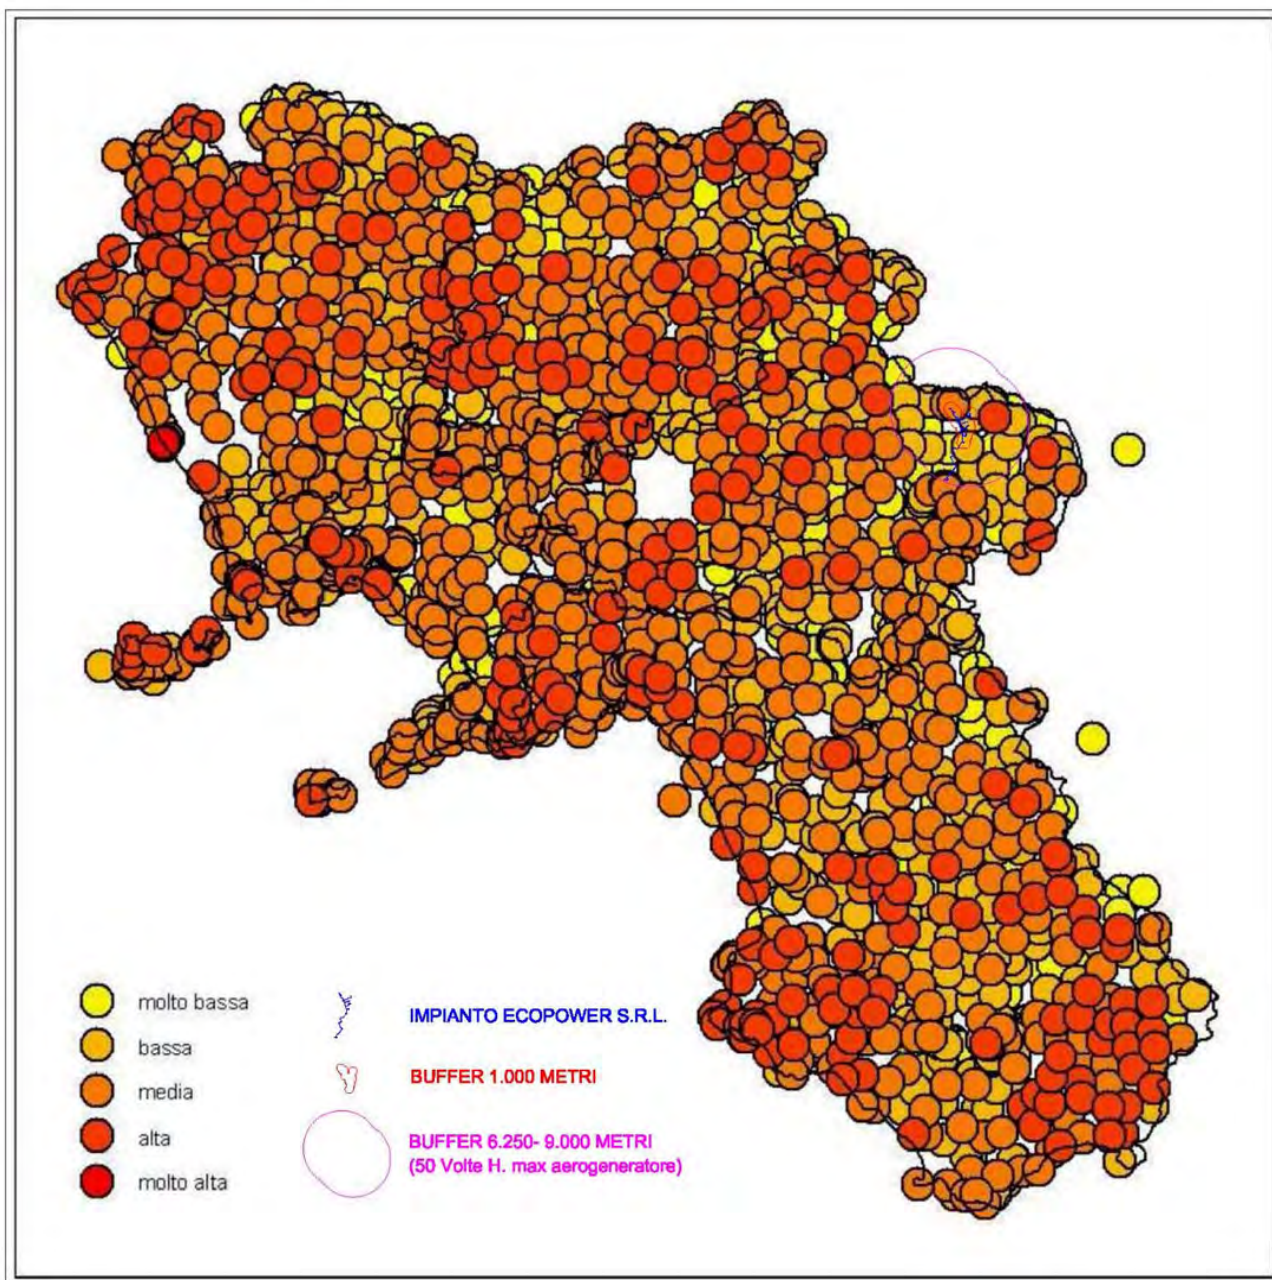 molto bassa
bassa
media
alta
molto alta
IMPIANTO ECOPOWER S.R.L.
BUFFER 1.000 METRI
BUFFER 6.250- 9.000 METRI
(50 Volte H. max aerogeneratore)